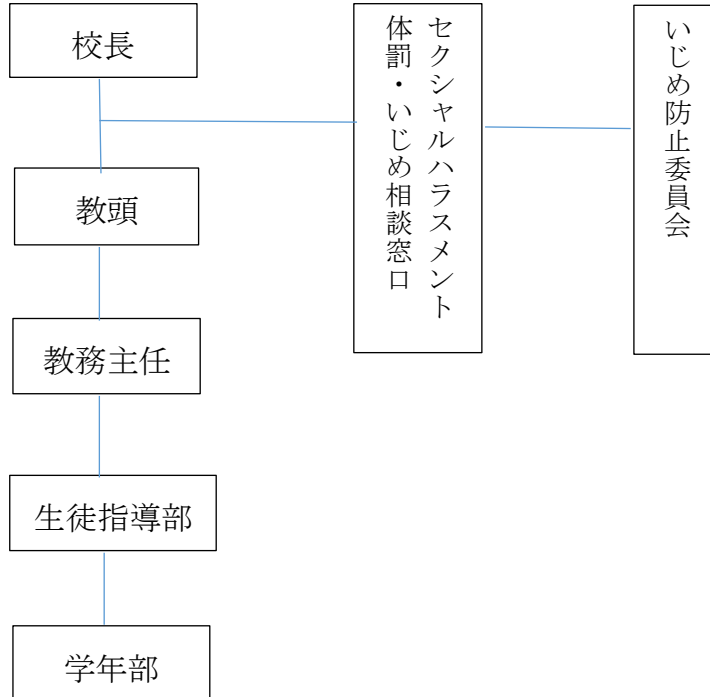 校長
教頭
教務主任
生徒指導部
学年部
セクシャルハラスメント
体罰・いじめ相談窓口
いじめ防止委員会